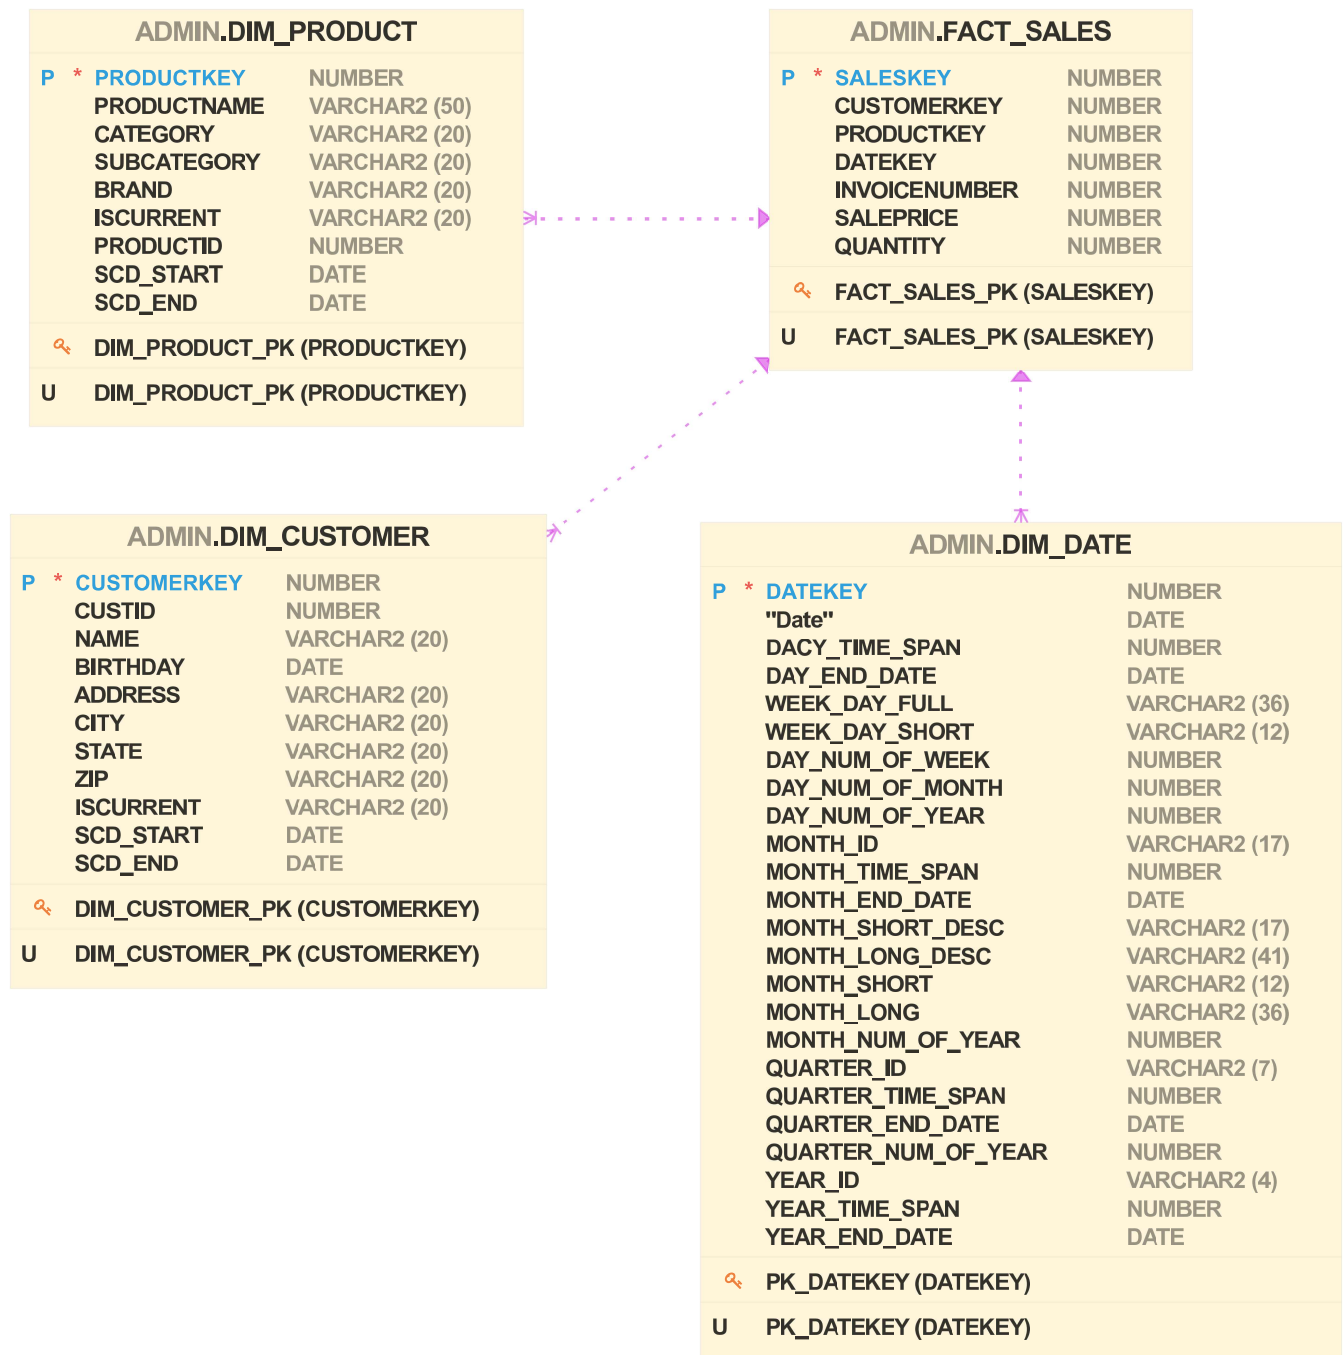 ADMIN.DIM_PRODUCT
P * PRODUCTKEY NUMBER
PRODUCTNAME VARCHAR2 (50)
CATEGORY VARCHAR2 (20)
SUBCATEGORY VARCHAR2 (20)
BRAND VARCHAR2 (20)
ISCURRENT VARCHAR2 (20)
PRODUCTID NUMBER
SCD_START DATE
SCD_END DATE
DIM_PRODUCT_PK (PRODUCTKEY)
U DIM_PRODUCT_PK (PRODUCTKEY)
ADMIN.FACT_SALES
P * SALESKEY NUMBER
CUSTOMERKEY NUMBER
PRODUCTKEY NUMBER
DATEKEY NUMBER
INVOICENUMBER NUMBER
SALEPRICE NUMBER
QUANTITY NUMBER
FACT_SALES_PK (SALESKEY)
U FACT_SALES_PK (SALESKEY)
ADMIN.DIM_CUSTOMER
P * CUSTOMERKEY NUMBER
CUSTID NUMBER
NAME VARCHAR2 (20)
BIRTHDAY DATE
ADDRESS VARCHAR2 (20)
CITY VARCHAR2 (20)
STATE VARCHAR2 (20)
ZIP VARCHAR2 (20)
ISCURRENT VARCHAR2 (20)
SCD_START DATE
SCD_END DATE
DIM_CUSTOMER_PK (CUSTOMERKEY)
U DIM_CUSTOMER_PK (CUSTOMERKEY)
ADMIN.DIM_DATE
P * DATEKEY NUMBER
"Date" DATE
DACY_TIME_SPAN NUMBER
DAY_END_DATE DATE
WEEK_DAY_FULL VARCHAR2 (36)
WEEK_DAY_SHORT VARCHAR2 (12)
DAY_NUM_OF_WEEK NUMBER
DAY_NUM_OF_MONTH NUMBER
DAY_NUM_OF_YEAR NUMBER
MONTH_ID VARCHAR2 (17)
MONTH_TIME_SPAN NUMBER
MONTH_END_DATE DATE
MONTH_SHORT_DESC VARCHAR2 (17)
MONTH_LONG_DESC VARCHAR2 (41)
MONTH_SHORT VARCHAR2 (12)
MONTH_LONG VARCHAR2 (36)
MONTH_NUM_OF_YEAR NUMBER
QUARTER_ID VARCHAR2 (7)
QUARTER_TIME_SPAN NUMBER
QUARTER_END_DATE DATE
QUARTER_NUM_OF_YEAR NUMBER
YEAR_ID VARCHAR2 (4)
YEAR_TIME_SPAN NUMBER
YEAR_END_DATE DATE
PK_DATEKEY (DATEKEY)
U PK_DATEKEY (DATEKEY)